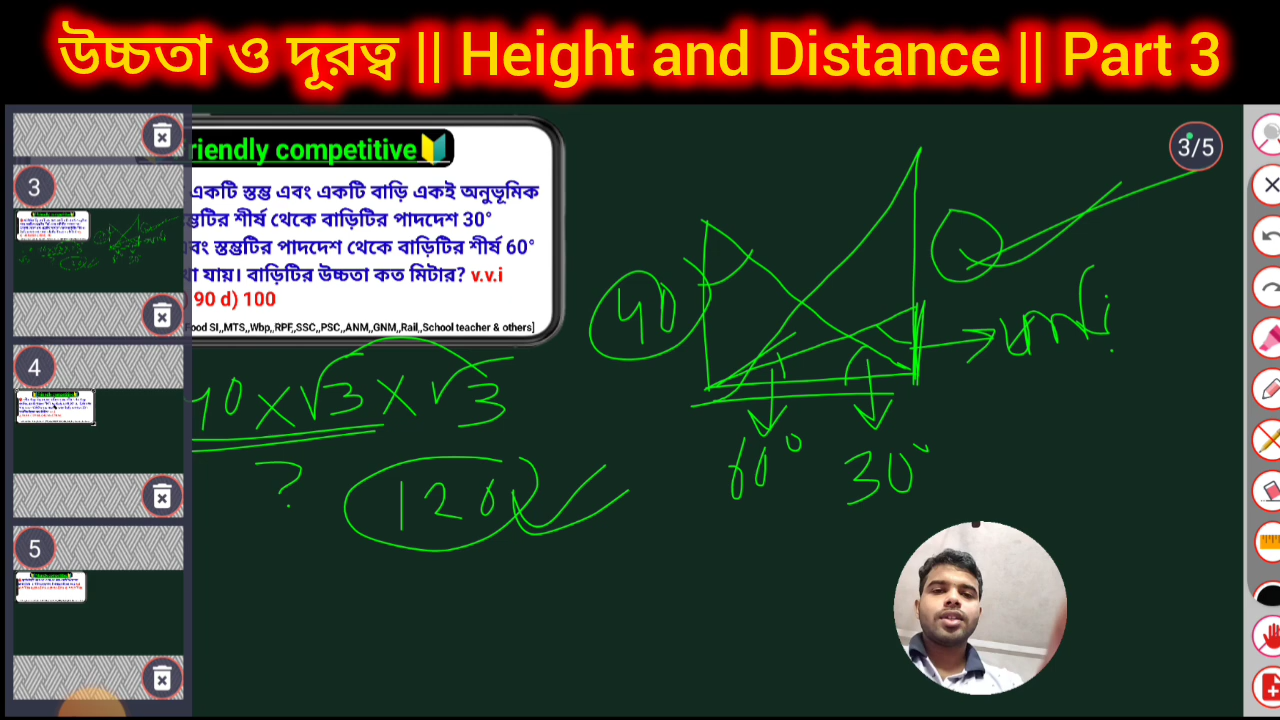 উচ্চতা ও দূরত্ব || Height and Distance || Part 3
riendly competitive
একটি স্তম্ভ এবং একটি বাড়ি একই অনুভূমিক
ম্ভটির শীর্ষ থেকে বাড়িটির পাদদেশ 30°
বং স্তম্ভটির পাদদেশ থেকে বাড়িটির শীর্ষ 60°
যায়। বাড়িটির উচ্চতা কত মিটার? v.v.i
90 d) 100
ood SI,,MTS,,Wbp,,RPF,,SSC,,PSC,,ANM,,GNM,,Rail,,School teacher & others]
3/5
3
4
5
40
40 × √3 × √3
?
120
60°
30°